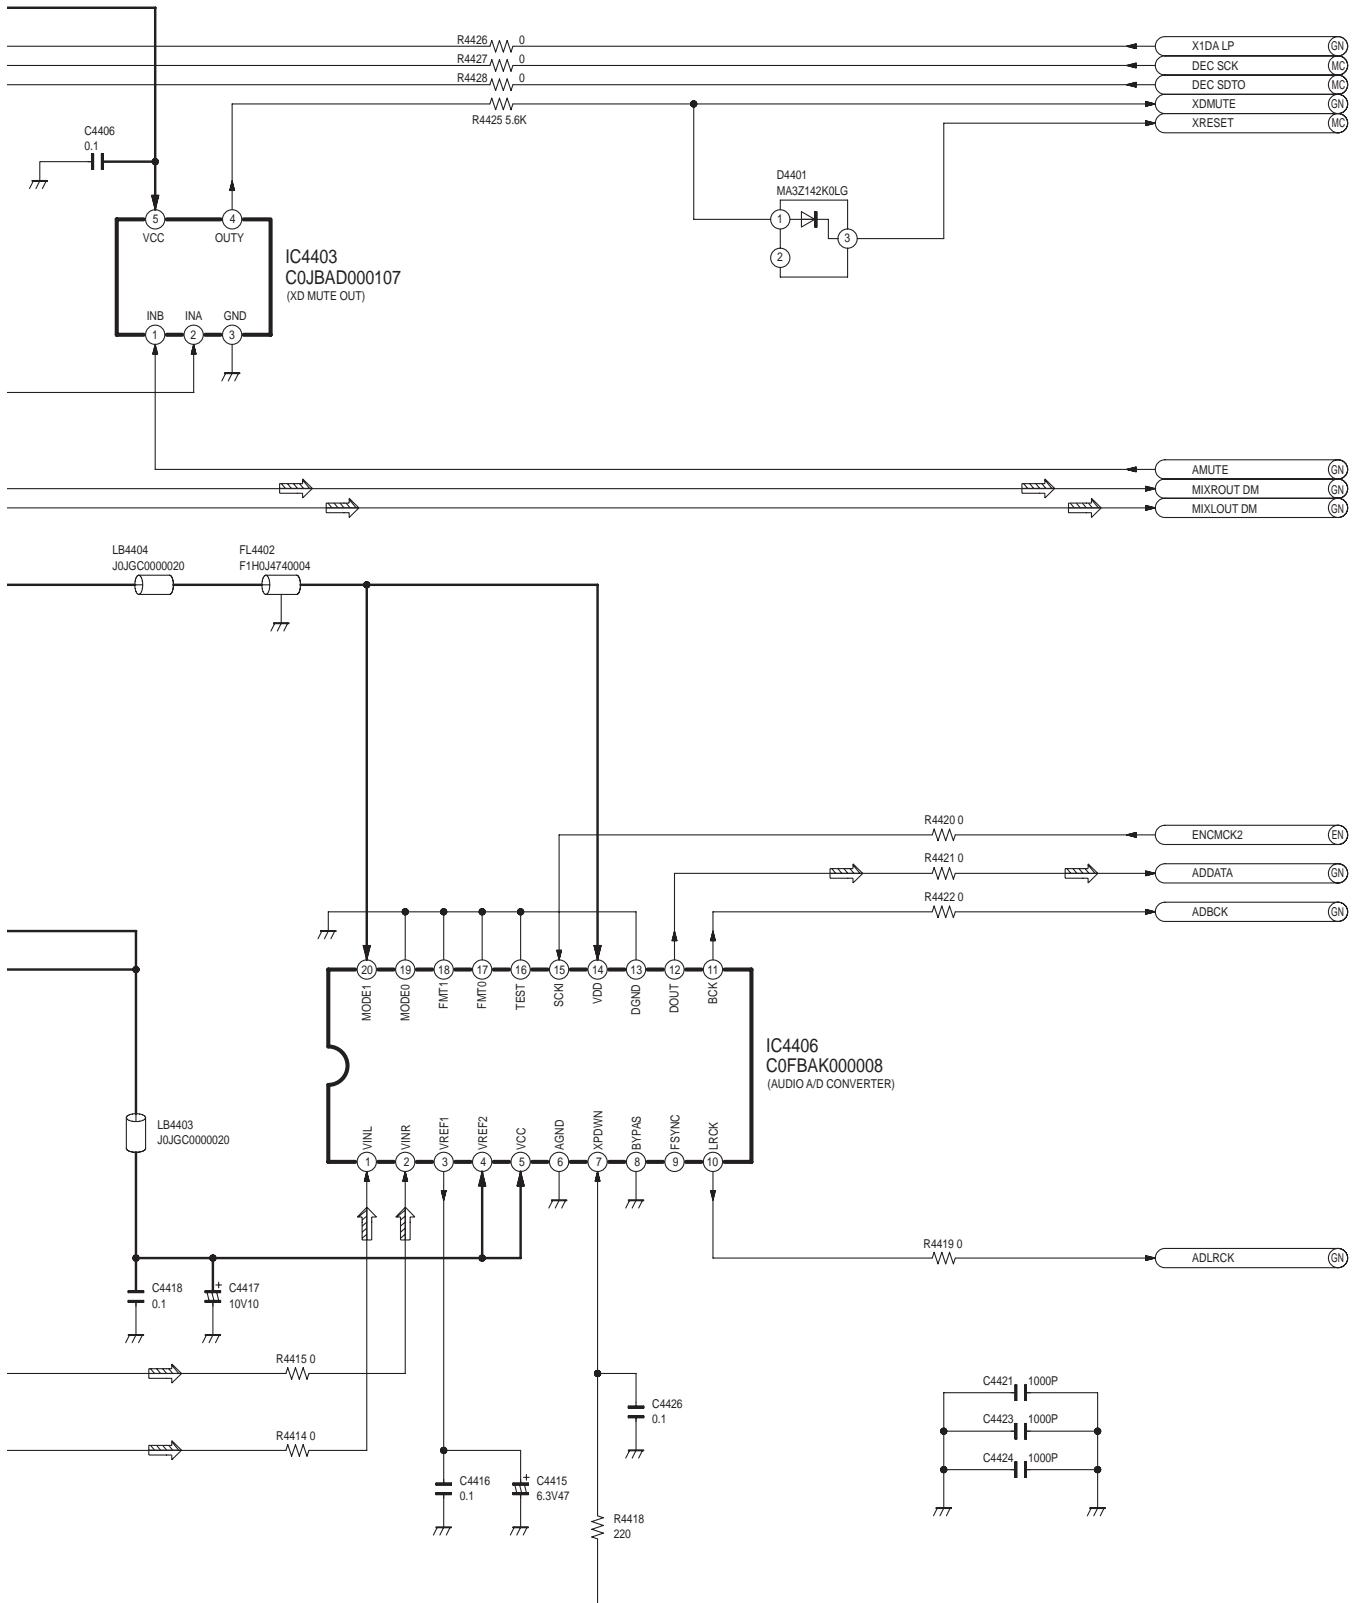 R4426 0
X1DA LP GN
R4427 0
DEC SCK MC
R4428 0
DEC SDTO MC
XDMUTE GN
R4425 5.6K
XRESET MC
C4406
0.1
D4401
MA3Z142K0LG
1
2
3
5
4
VCC
OUTY
IC4403
C0JBAD000107
(XD MUTE OUT)
INB
INA
GND
1
2
3
AMUTE GN
MIXROUT DM GN
MIXLOUT DM GN
LB4404
J0JGC0000020
FL4402
F1H0J4740004
R4420 0
ENCMCK2 EN
R4421 0
ADDATA GN
R4422 0
ADBCK GN
20
19
18
17
16
15
14
13
12
11
MODE1
MODE0
FMT1
FMT0
TEST
SCKI
VDD
DGND
DOUT
BCK
IC4406
C0FBAK000008
(AUDIO A/D CONVERTER)
LB4403
J0JGC0000020
VINL
VINR
VREF1
VREF2
VCC
AGND
XPDWN
BYPAS
FSYNC
LRCK
1
2
3
4
5
6
7
8
9
10
R4419 0
ADLRCK GN
C4418
0.1
+
C4417
10V10
R4415 0
R4414 0
C4426
0.1
C4421 1000P
C4423 1000P
C4424 1000P
C4416
0.1
+
C4415
6.3V47
R4418
220